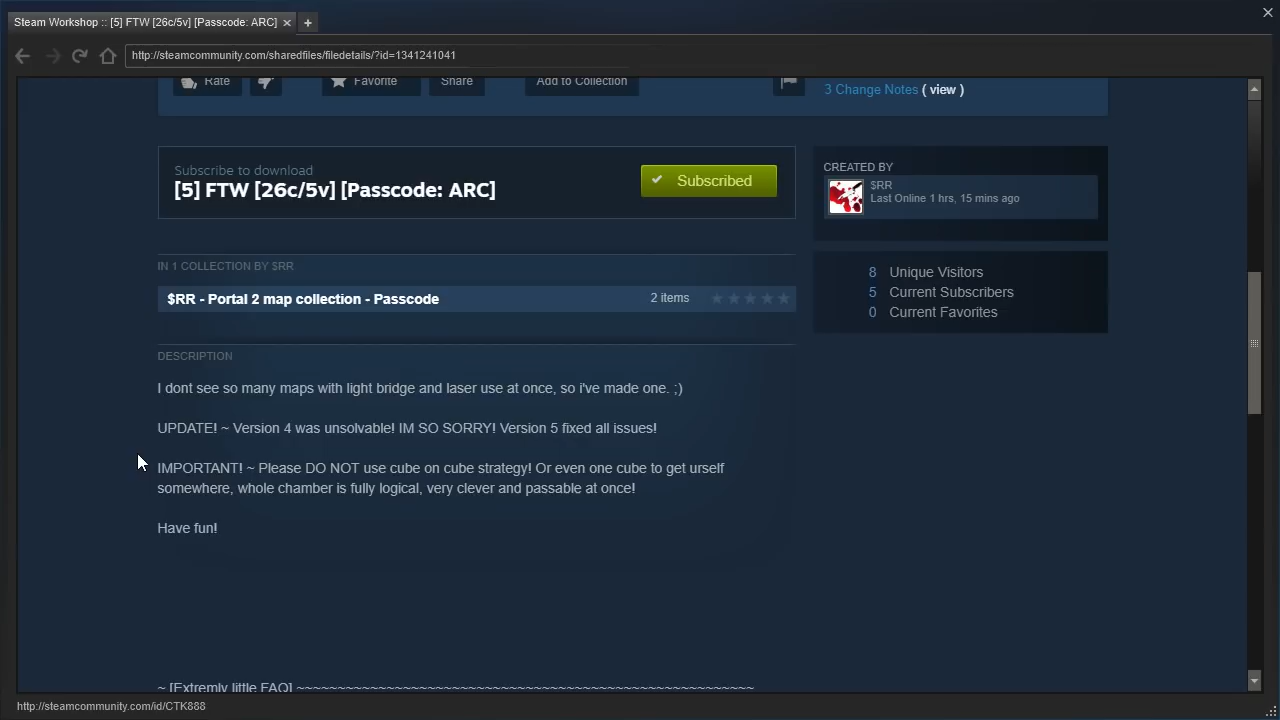 Steam Workshop :: [5] FTW [26c/5v] [Passcode: ARC]
http://steamcommunity.com/sharedfiles/filedetails/?id=1341241041
Rate
Favorite
Share
Add to Collection
3 Change Notes ( view )
Subscribe to download
[5] FTW [26c/5v] [Passcode: ARC]
Subscribed
CREATED BY
$RR
Last Online 1 hrs, 15 mins ago
IN 1 COLLECTION BY $RR
$RR - Portal 2 map collection - Passcode
2 items
8 Unique Visitors
5 Current Subscribers
0 Current Favorites
DESCRIPTION
I dont see so many maps with light bridge and laser use at once, so i've made one. ;)
UPDATE! ~ Version 4 was unsolvable! IM SO SORRY! Version 5 fixed all issues!
IMPORTANT! ~ Please DO NOT use cube on cube strategy! Or even one cube to get urself
somewhere, whole chamber is fully logical, very clever and passable at once!
Have fun!
~ [Extremly little FAQ] ~~~~~~~~~~~~~~~~~~~~~~~~~~~~~~~~~~~~~~~~~~~~~~~~~~~~~~~~
http://steamcommunity.com/id/CTK888